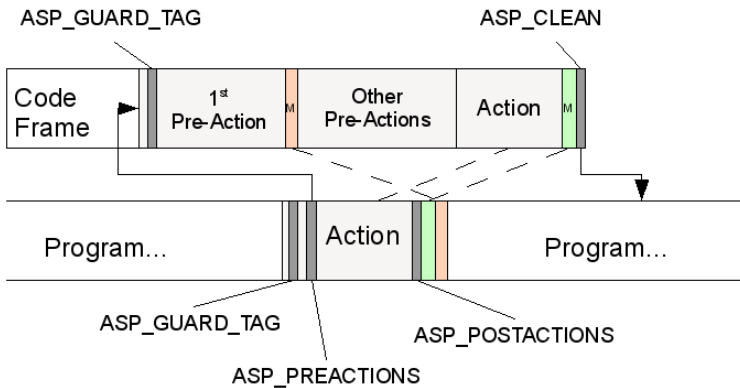 ASP_GUARD_TAG
ASP_CLEAN
Code
Frame
1st
Pre-Action
M
Other
Pre-Actions
Action
M
Program...
Action
Program...
ASP_GUARD_TAG
ASP_POSTACTIONS
ASP_PREACTIONS